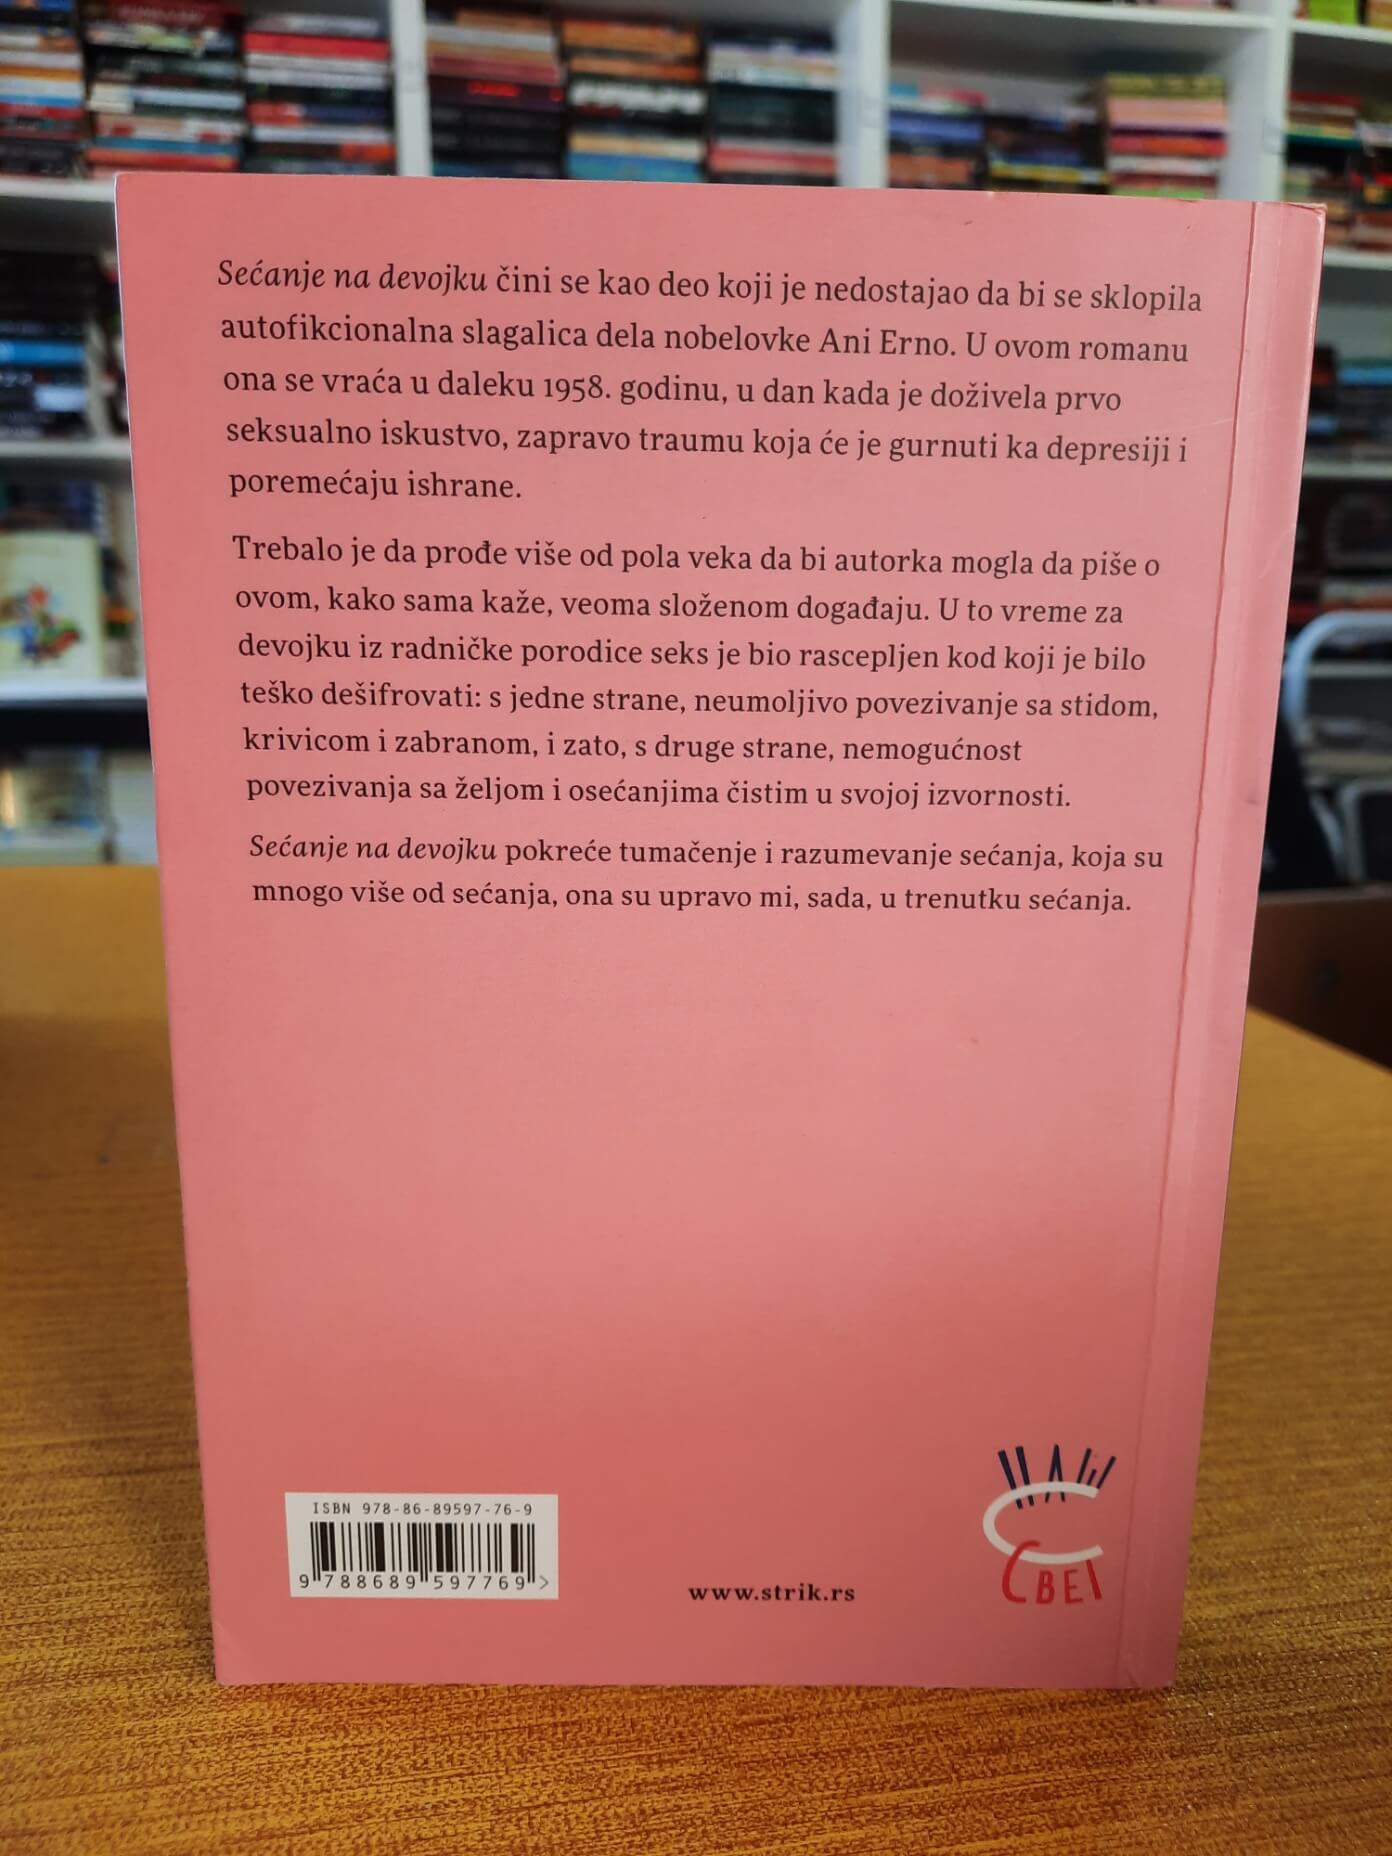 Sećanje na devojku čini se kao deo koji je nedostajao da bi se sklopila
autofikcionalna slagalica dela nobelovke Ani Erno. U ovom romanu
ona se vraća u daleku 1958. godinu, u dan kada je doživela prvo
seksualno iskustvo, zapravo traumu koja će je gurnuti ka depresiji i
poremećaju ishrane.
Trebalo je da prođe više od pola veka da bi autorka mogla da piše o
ovom, kako sama kaže, veoma složenom događaju. U to vreme za
devojku iz radničke porodice seks je bio rascepljen kod koji je bilo
teško dešifrovati: s jedne strane, neumoljivo povezivanje sa stidom,
krivicom i zabranom, i zato, s druge strane, nemogućnost
povezivanja sa željom i osećanjima čistim u svojoj izvornosti.
Sećanje na devojku pokreće tumačenje i razumevanje sećanja, koja su
mnogo više od sećanja, ona su upravo mi, sada, u trenutku sećanja.
ISBN 978-86-89597-76-9
9 788689 597769 >
www.strik.rs
НАШ
СВЕТ